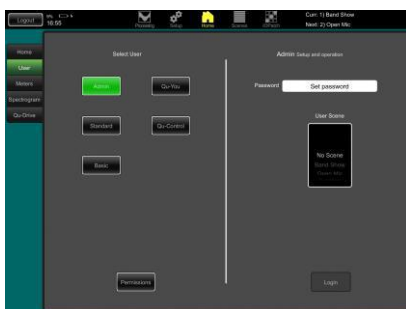 Logout
16:55
Processing
Setup
Home
Scenes
I/O Patch
Curr: 1) Band Show
Next: 2) Open Mic
Home
User
Meters
Spectrogram
Qu-Drive
Select User
Admin
Qu-You
Standard
Qu-Control
Basic
Permissions
Admin Setup and operation
Password
Set password
User Scene
No Scene
Band Show
Open Mic
Login